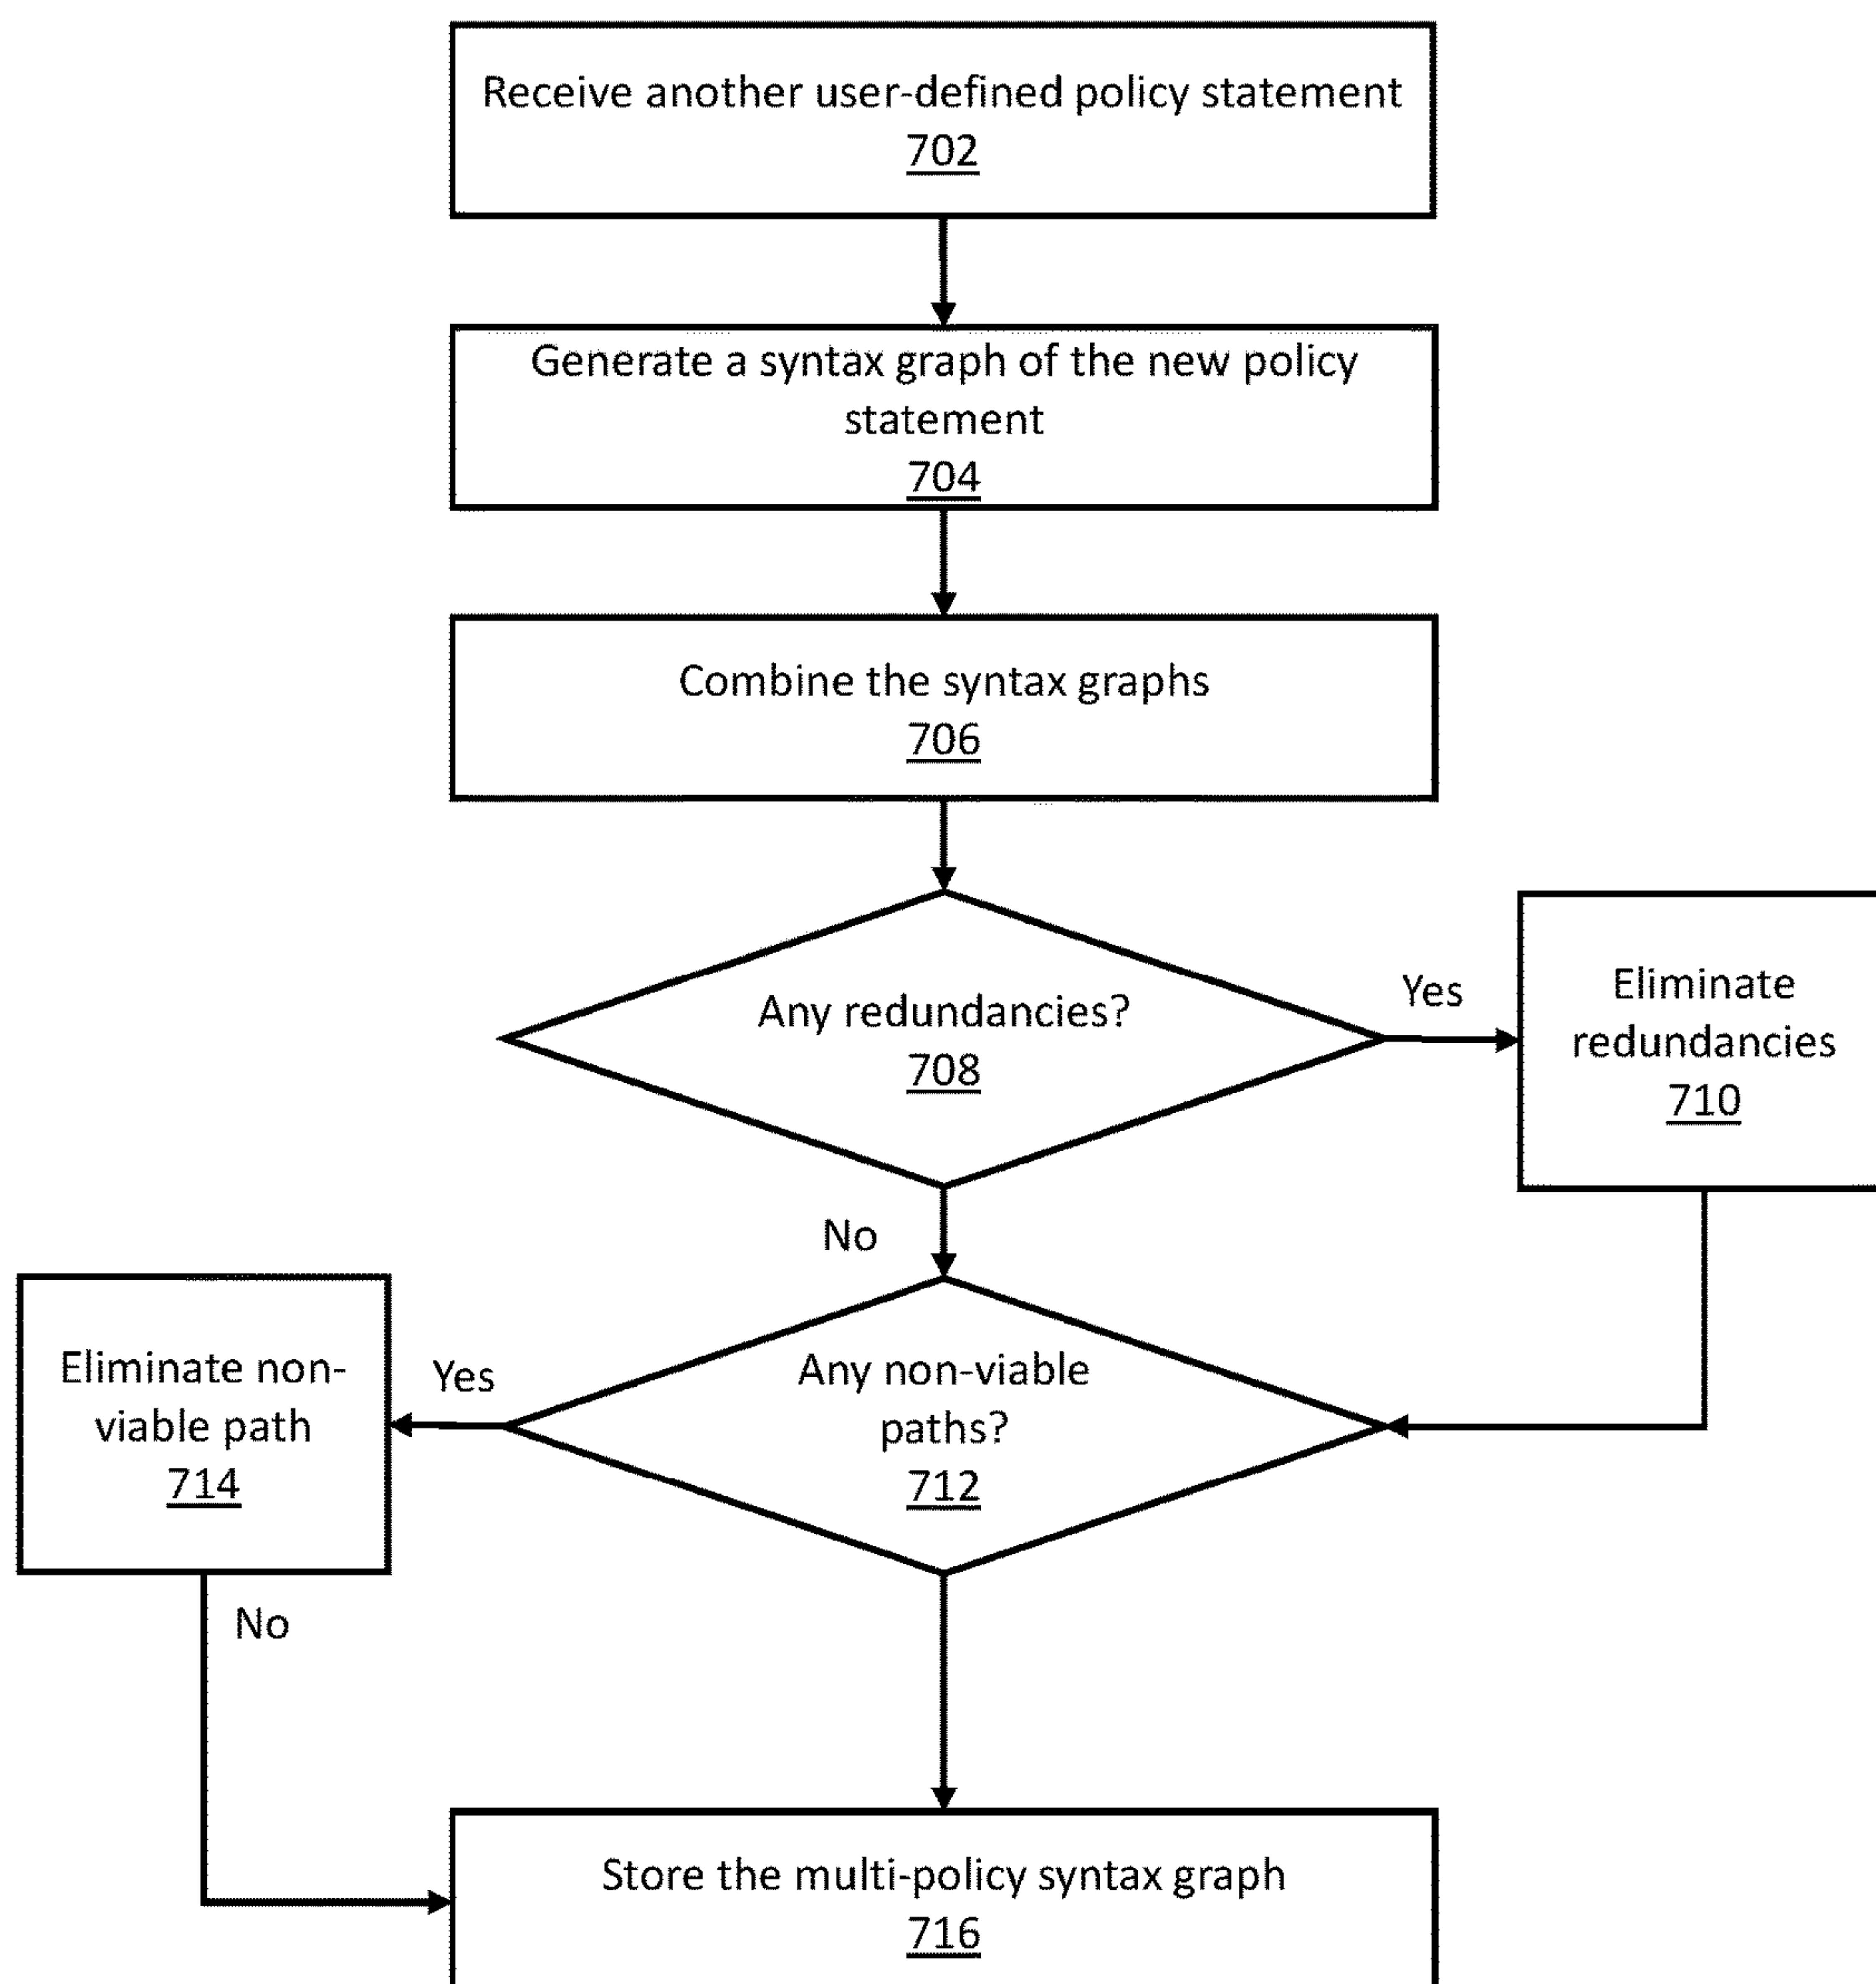 Receive another user-defined policy statement
702
Generate a syntax graph of the new policy
statement
704
Combine the syntax graphs
706
Any redundancies?
708
Yes
Eliminate
redundancies
710
No
Any non-viable
paths?
712
Yes
Eliminate non-
viable path
714
No
Store the multi-policy syntax graph
716